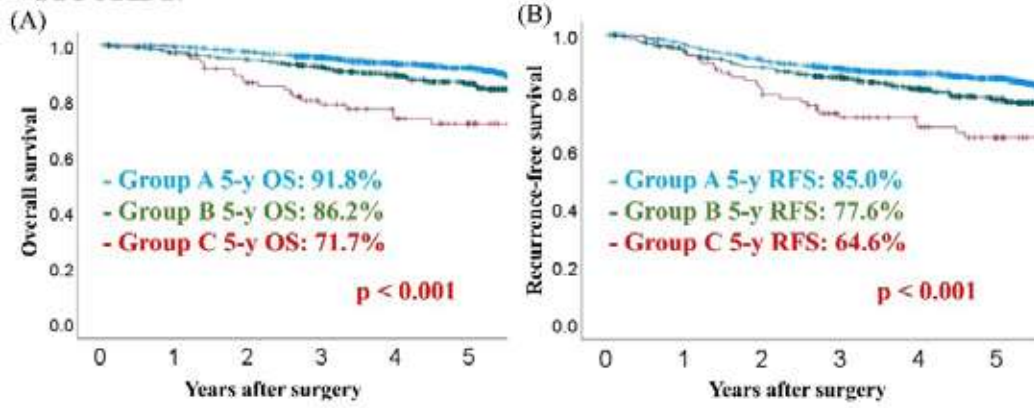 (A)
Overall survival
1.0
0.8
0.6
0.4
0.2
0.0
- Group A 5-y OS: 91.8%
- Group B 5-y OS: 86.2%
- Group C 5-y OS: 71.7%
p < 0.001
0 1 2 3 4 5
Years after surgery
(B)
Recurrence-free survival
1.0
0.8
0.6
0.4
0.2
0.0
- Group A 5-y RFS: 85.0%
- Group B 5-y RFS: 77.6%
- Group C 5-y RFS: 64.6%
p < 0.001
0 1 2 3 4 5
Years after surgery